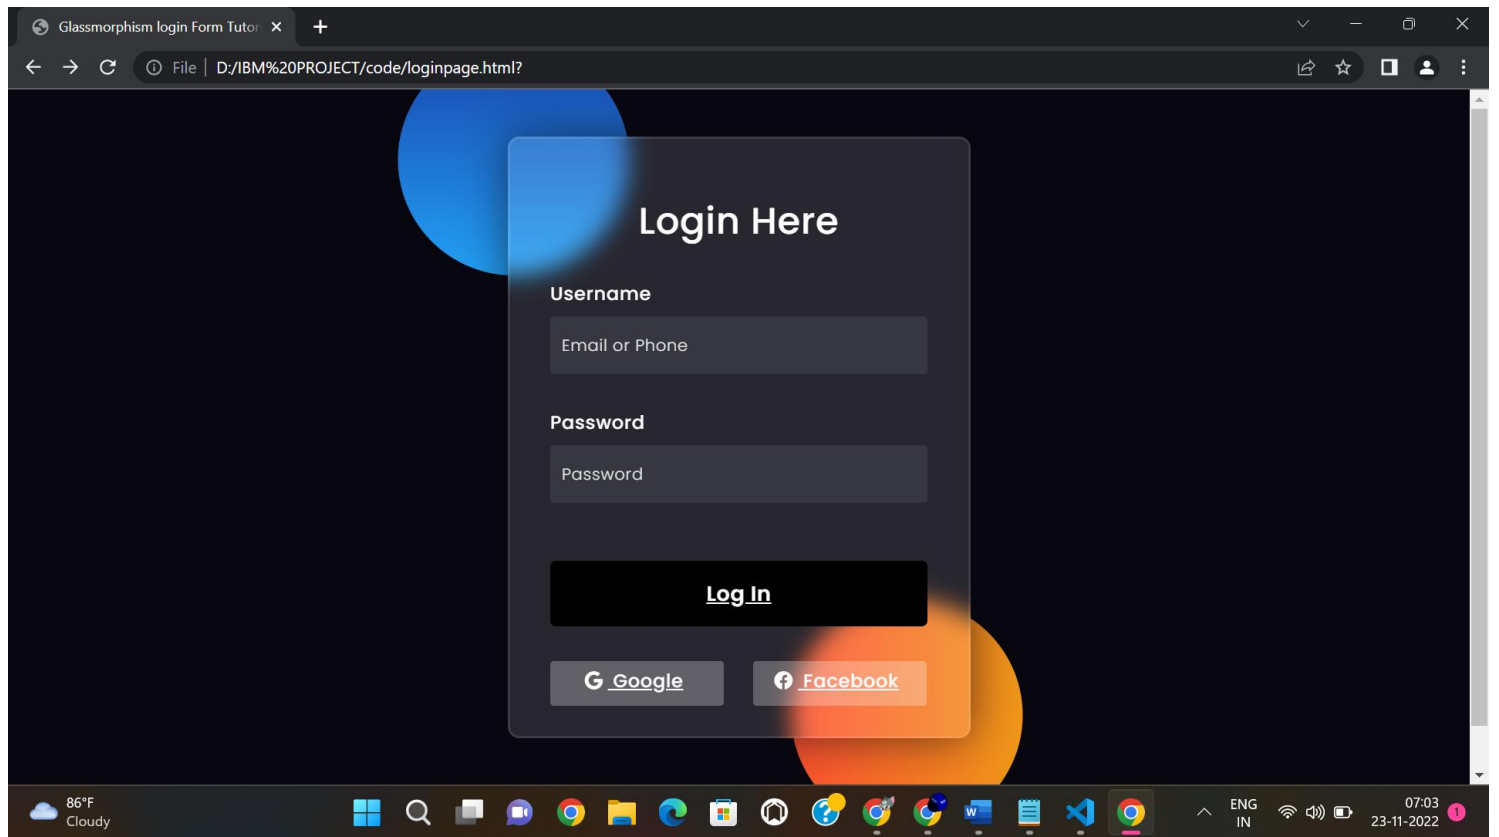 Glassmorphism login Form Tutor
File | D:/IBM%20PROJECT/code/loginpage.html?
Login Here
Username
Email or Phone
Password
Password
Log In
G Google
Facebook
86°F
Cloudy
ENG
IN
07:03
23-11-2022
1